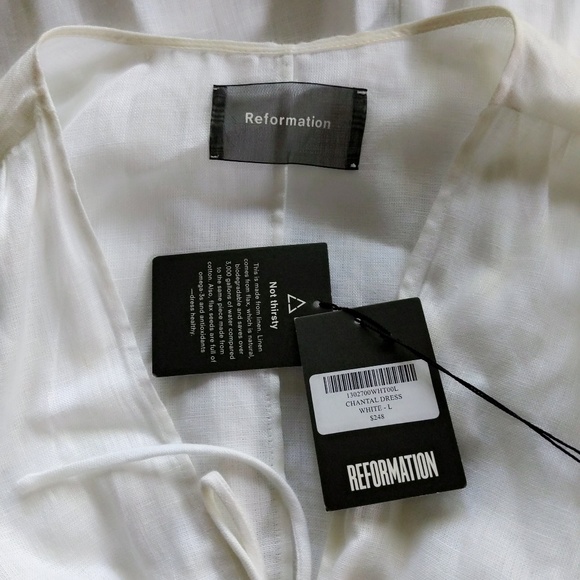 Reformation
Not thirsty
This is made from linen. Linen
comes from flax, which is natural,
biodegradable and saves over
3,000 gallons of water compared
to the same piece made from
cotton. Also, flax seeds are full of
omega-3s and antioxidants
—dress healthy.
1302700WHT00L
CHANTAL DRESS
WHITE - L
$248
REFORMATION